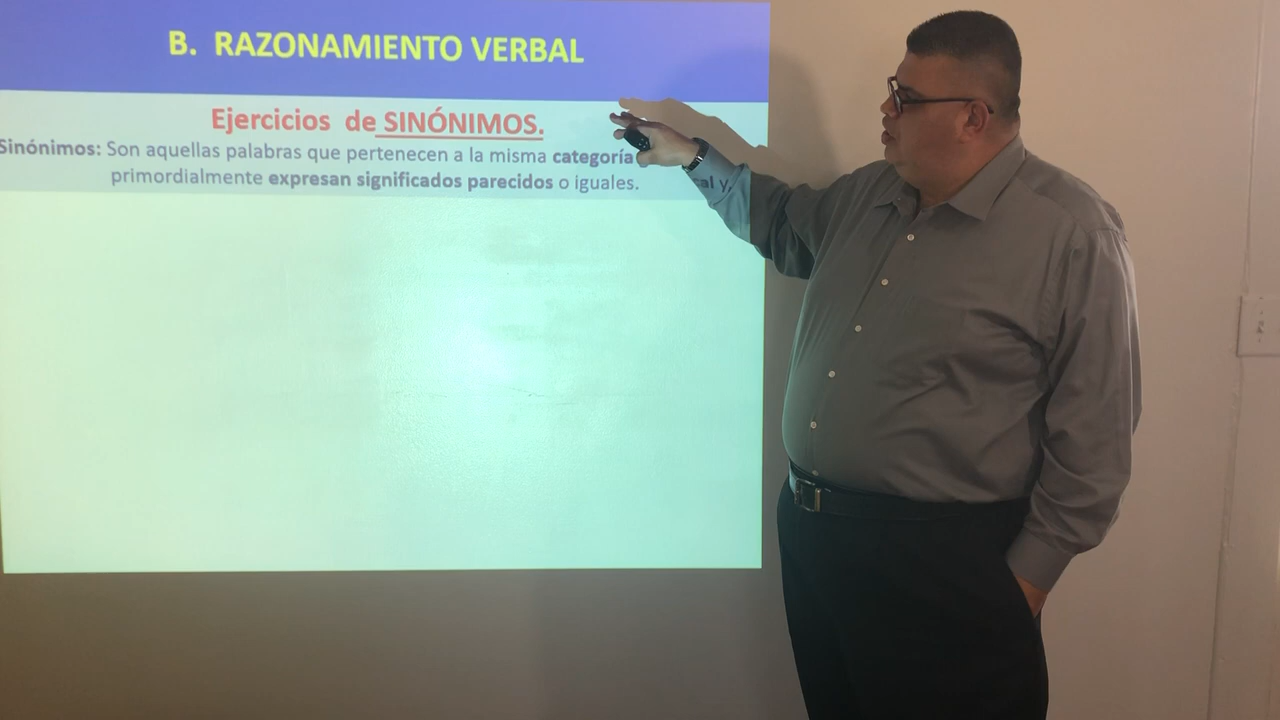 B. RAZONAMIENTO VERBAL
Ejercicios de SINÓNIMOS.
Sinónimos: Son aquellas palabras que pertenecen a la misma categoría
primordialmente expresan significados parecidos o iguales.